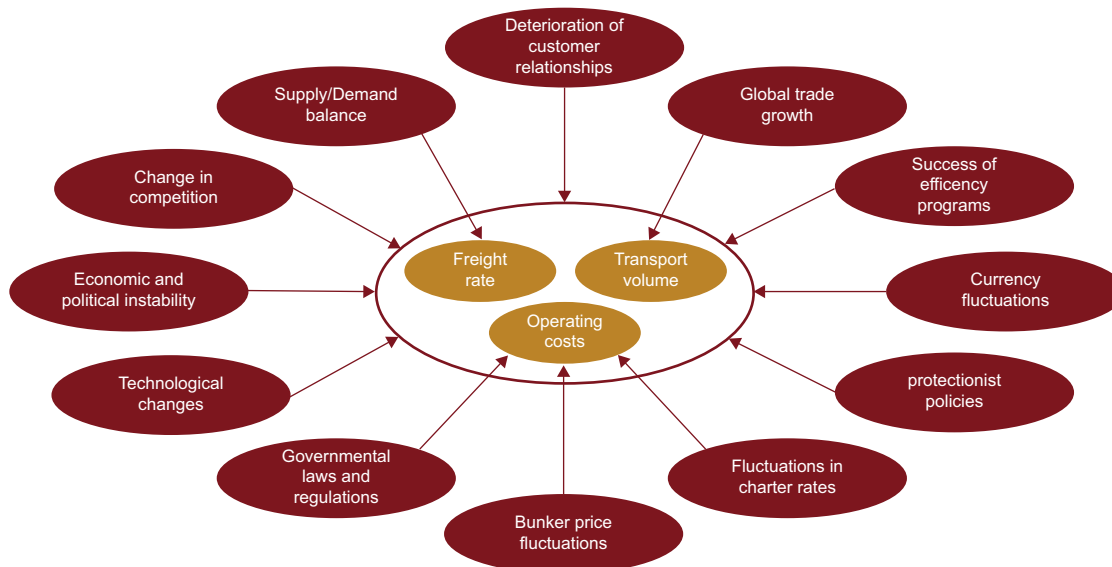 Deterioration of
customer
relationships
Supply/Demand
balance
Global trade
growth
Change in
competition
Success of
efficency
programs
Freight
rate
Transport
volume
Economic and
political instability
Currency
fluctuations
Operating
costs
Technological
changes
protectionist
policies
Governmental
laws and
regulations
Fluctuations in
charter rates
Bunker price
fluctuations